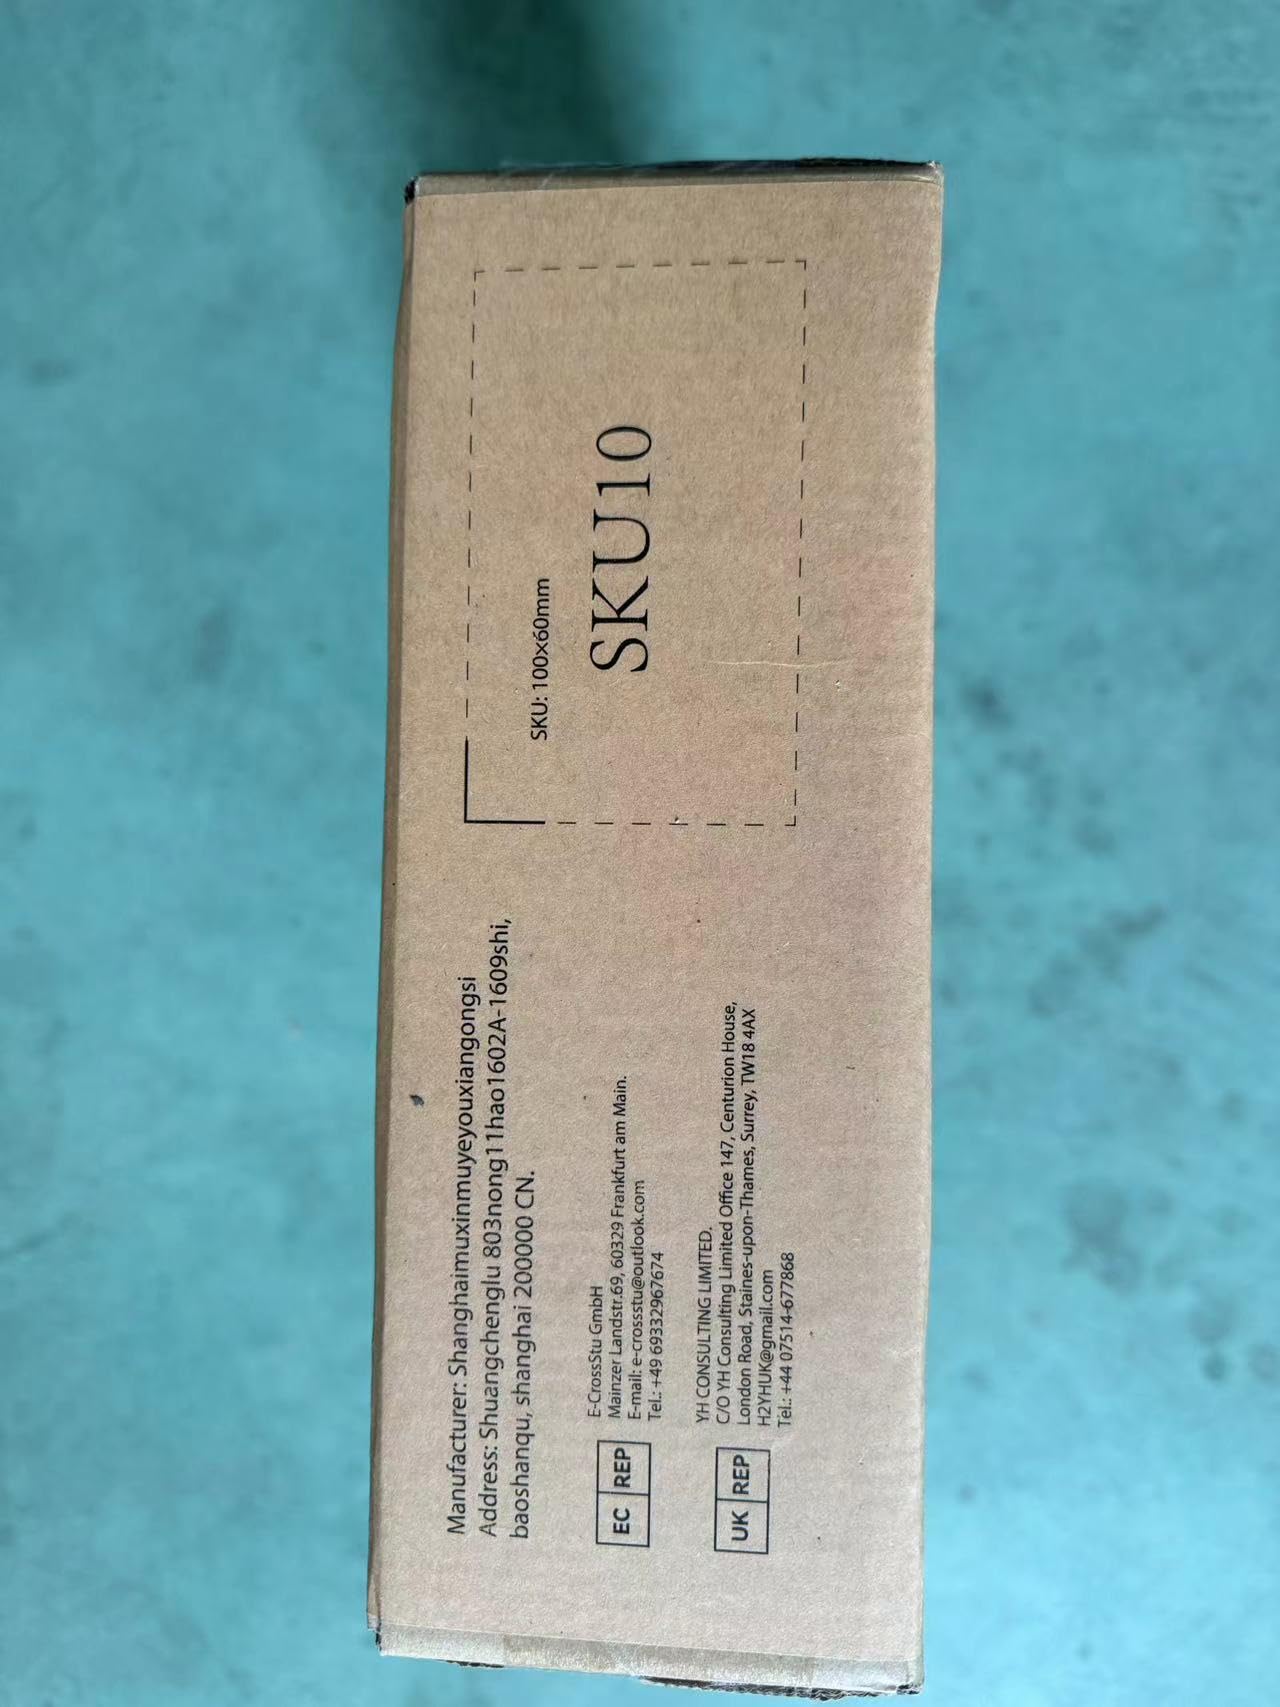 Manufacturer: Shanghaimuxinmuyeyouxiangongsi
Address: Shuangchenglu 803nong11hao1602A-1609shi,
baoshanqu, shanghai 200000 CN.
EC REP
E-CrossStu GmbH
Mainzer Landstr.69, 60329 Frankfurt am Main.
E-mail: e-crossstu@outlook.com
Tel.: +49 69332967674
UK REP
YH CONSULTING LIMITED.
C/O YH Consulting Limited Office 147, Centurion House,
London Road, Staines-upon-Thames, Surrey, TW18 4AX
H2YHUK@gmail.com
Tel.: +44 07514-677868
SKU: 100×60mm
SKU10